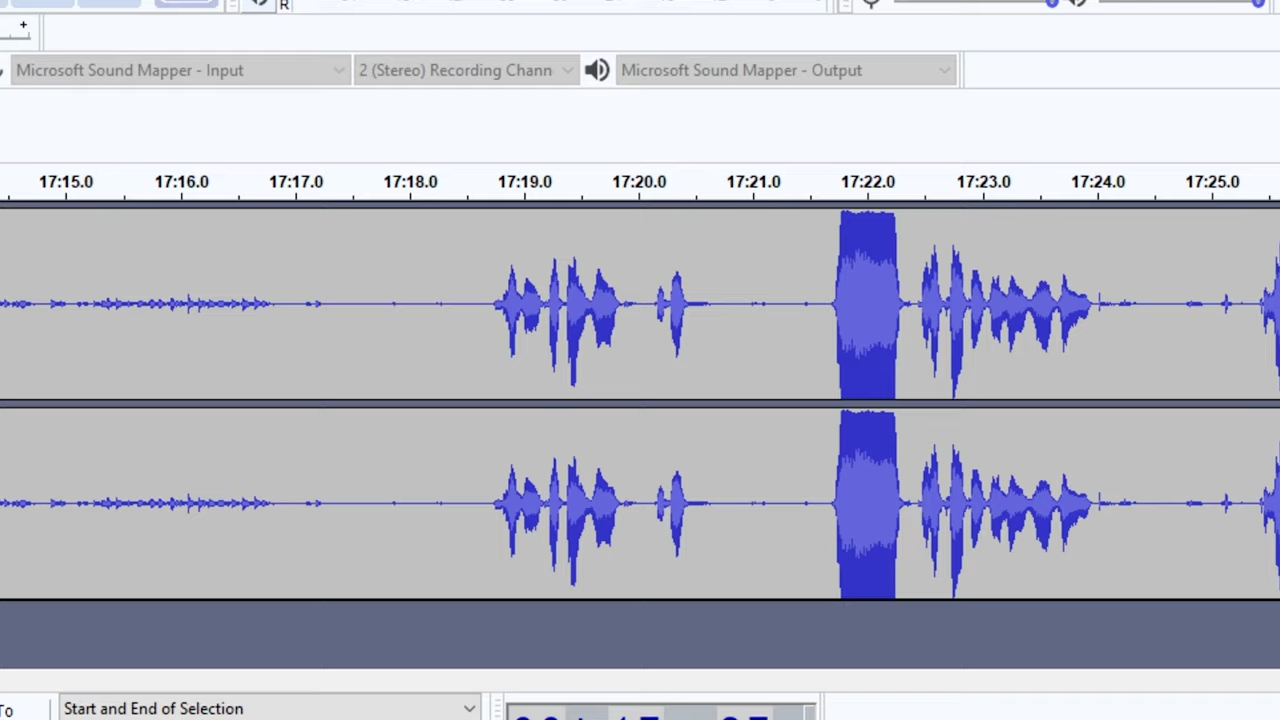 R
Microsoft Sound Mapper - Input 2 (Stereo) Recording Chann Microsoft Sound Mapper - Output
17:15.0 17:16.0 17:17.0 17:18.0 17:19.0 17:20.0 17:21.0 17:22.0 17:23.0 17:24.0 17:25.0
To Start and End of Selection